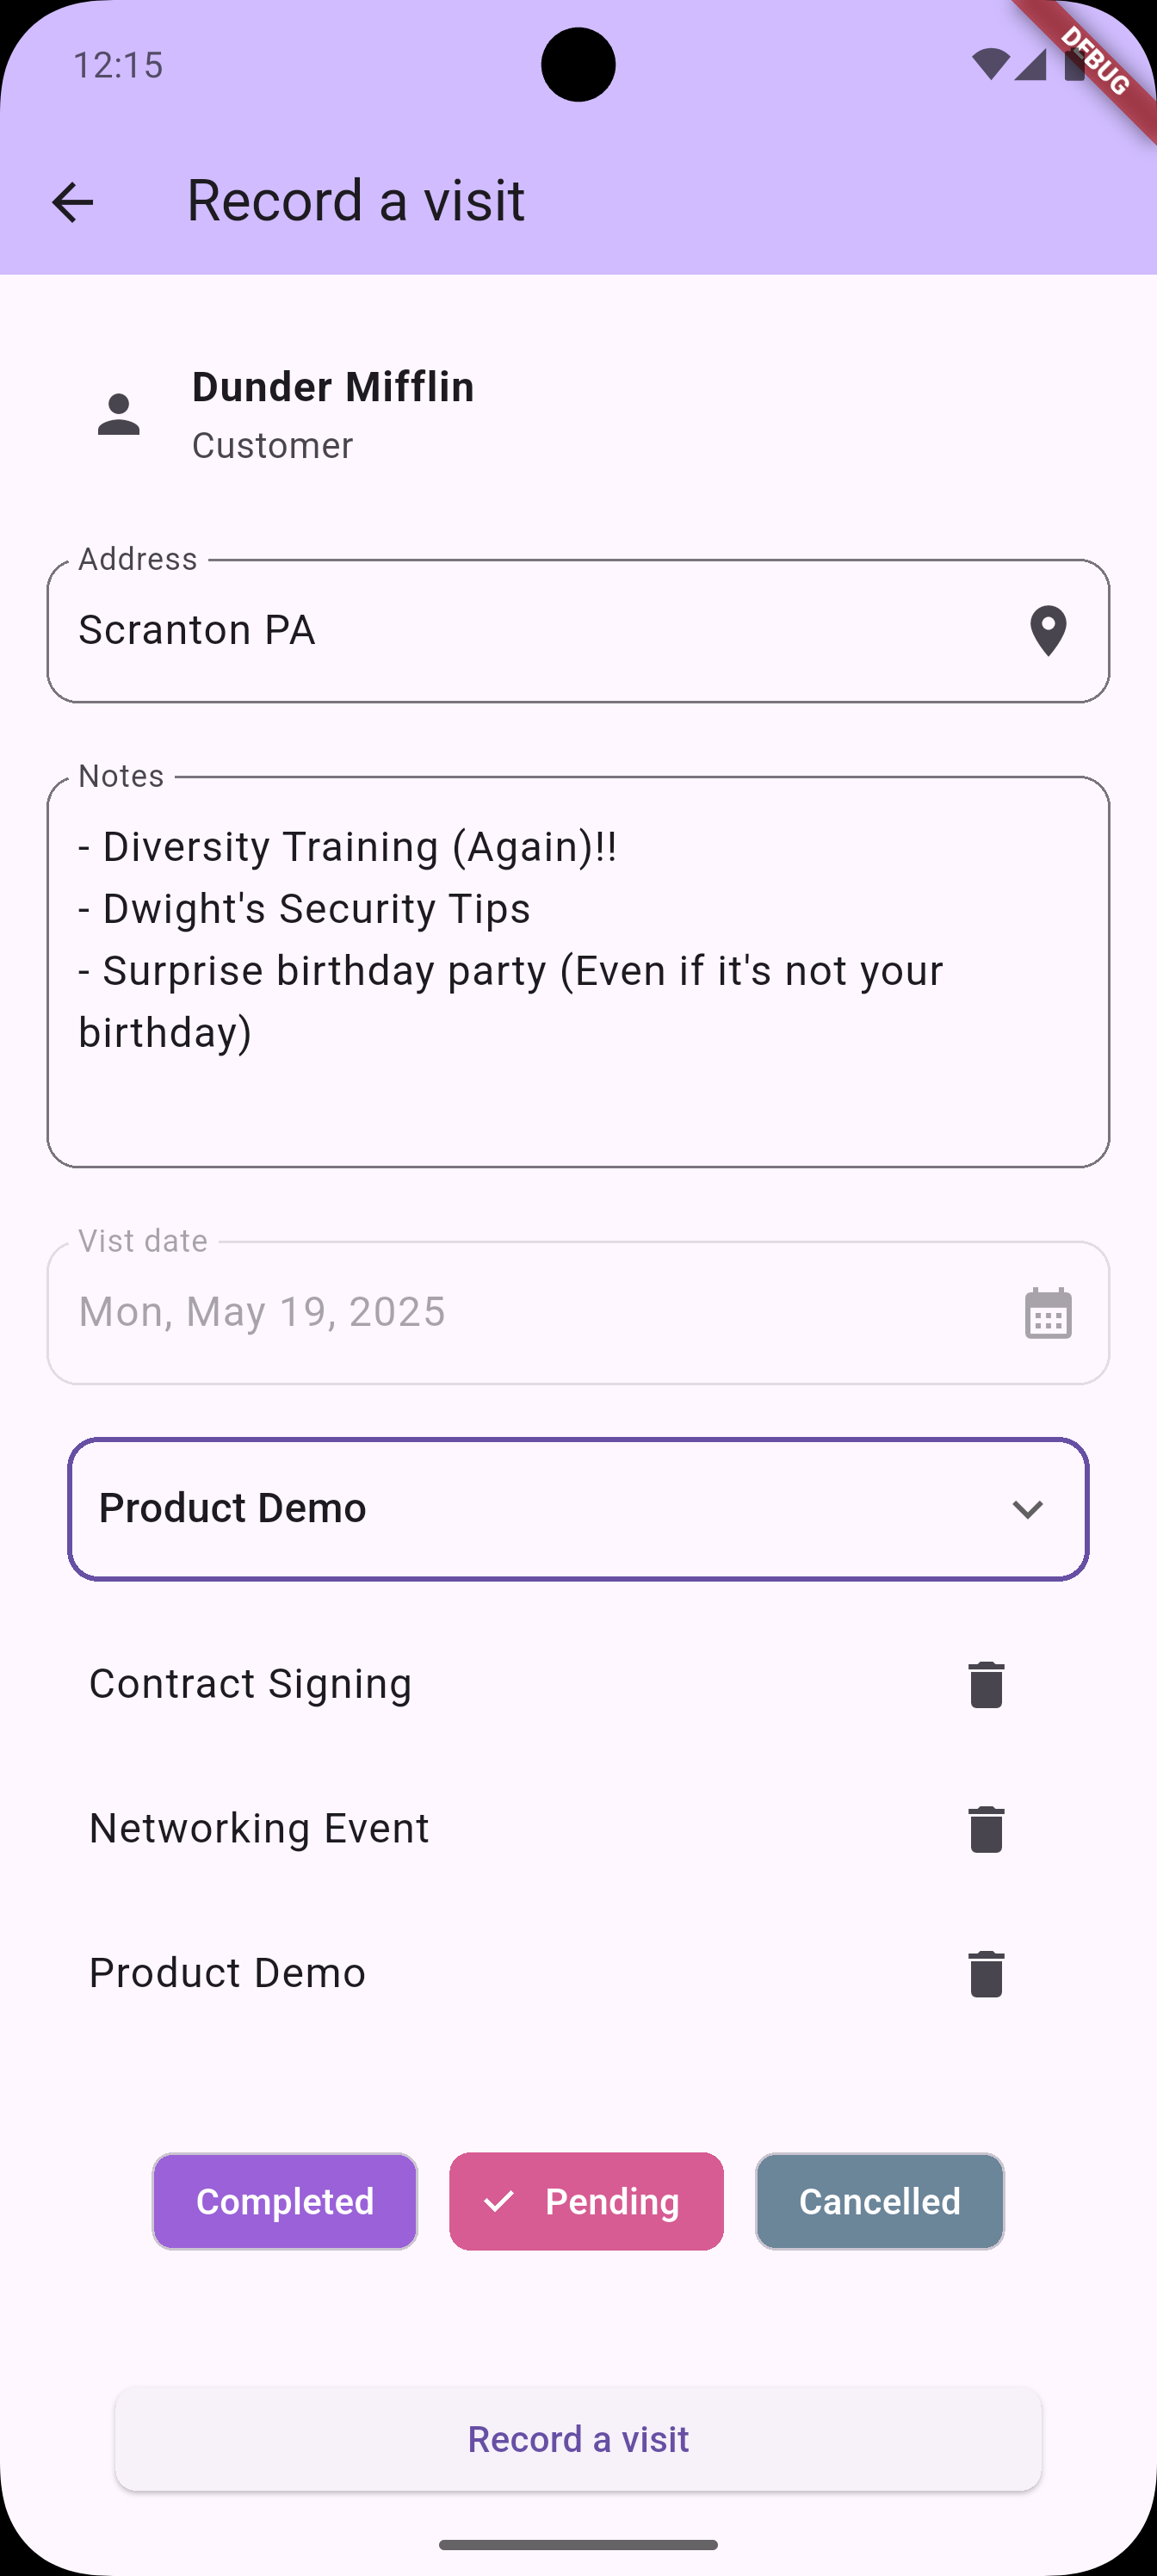 12:15
DEBUG
Record a visit
Dunder Mifflin
Customer
Address
Scranton PA
Notes
- Diversity Training (Again)!!
- Dwight's Security Tips
- Surprise birthday party (Even if it's not your
birthday)
Vist date
Mon, May 19, 2025
Product Demo
Contract Signing
Networking Event
Product Demo
Completed
Pending
Cancelled
Record a visit